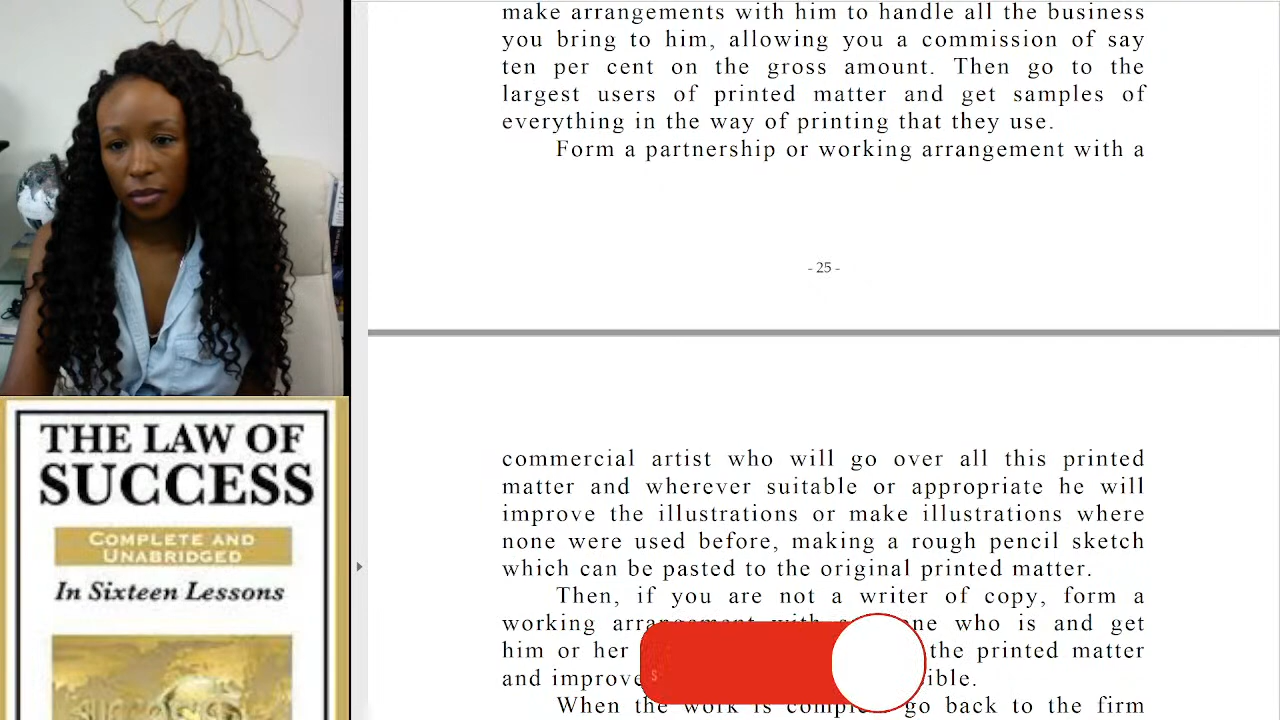 make arrangements with him to handle all the business
you bring to him, allowing you a commission of say
ten per cent on the gross amount. Then go to the
largest users of printed matter and get samples of
everything in the way of printing that they use.
Form a partnership or working arrangement with a
- 25 -
commercial artist who will go over all this printed
matter and wherever suitable or appropriate he will
improve the illustrations or make illustrations where
none were used before, making a rough pencil sketch
which can be pasted to the original printed matter.
Then, if you are not a writer of copy, form a
working who is and get
him or her the printed matter
and improve
When the work is go back to the firm
THE LAW OF
SUCCESS
COMPLETE AND
UNABRIDGED
In Sixteen Lessons